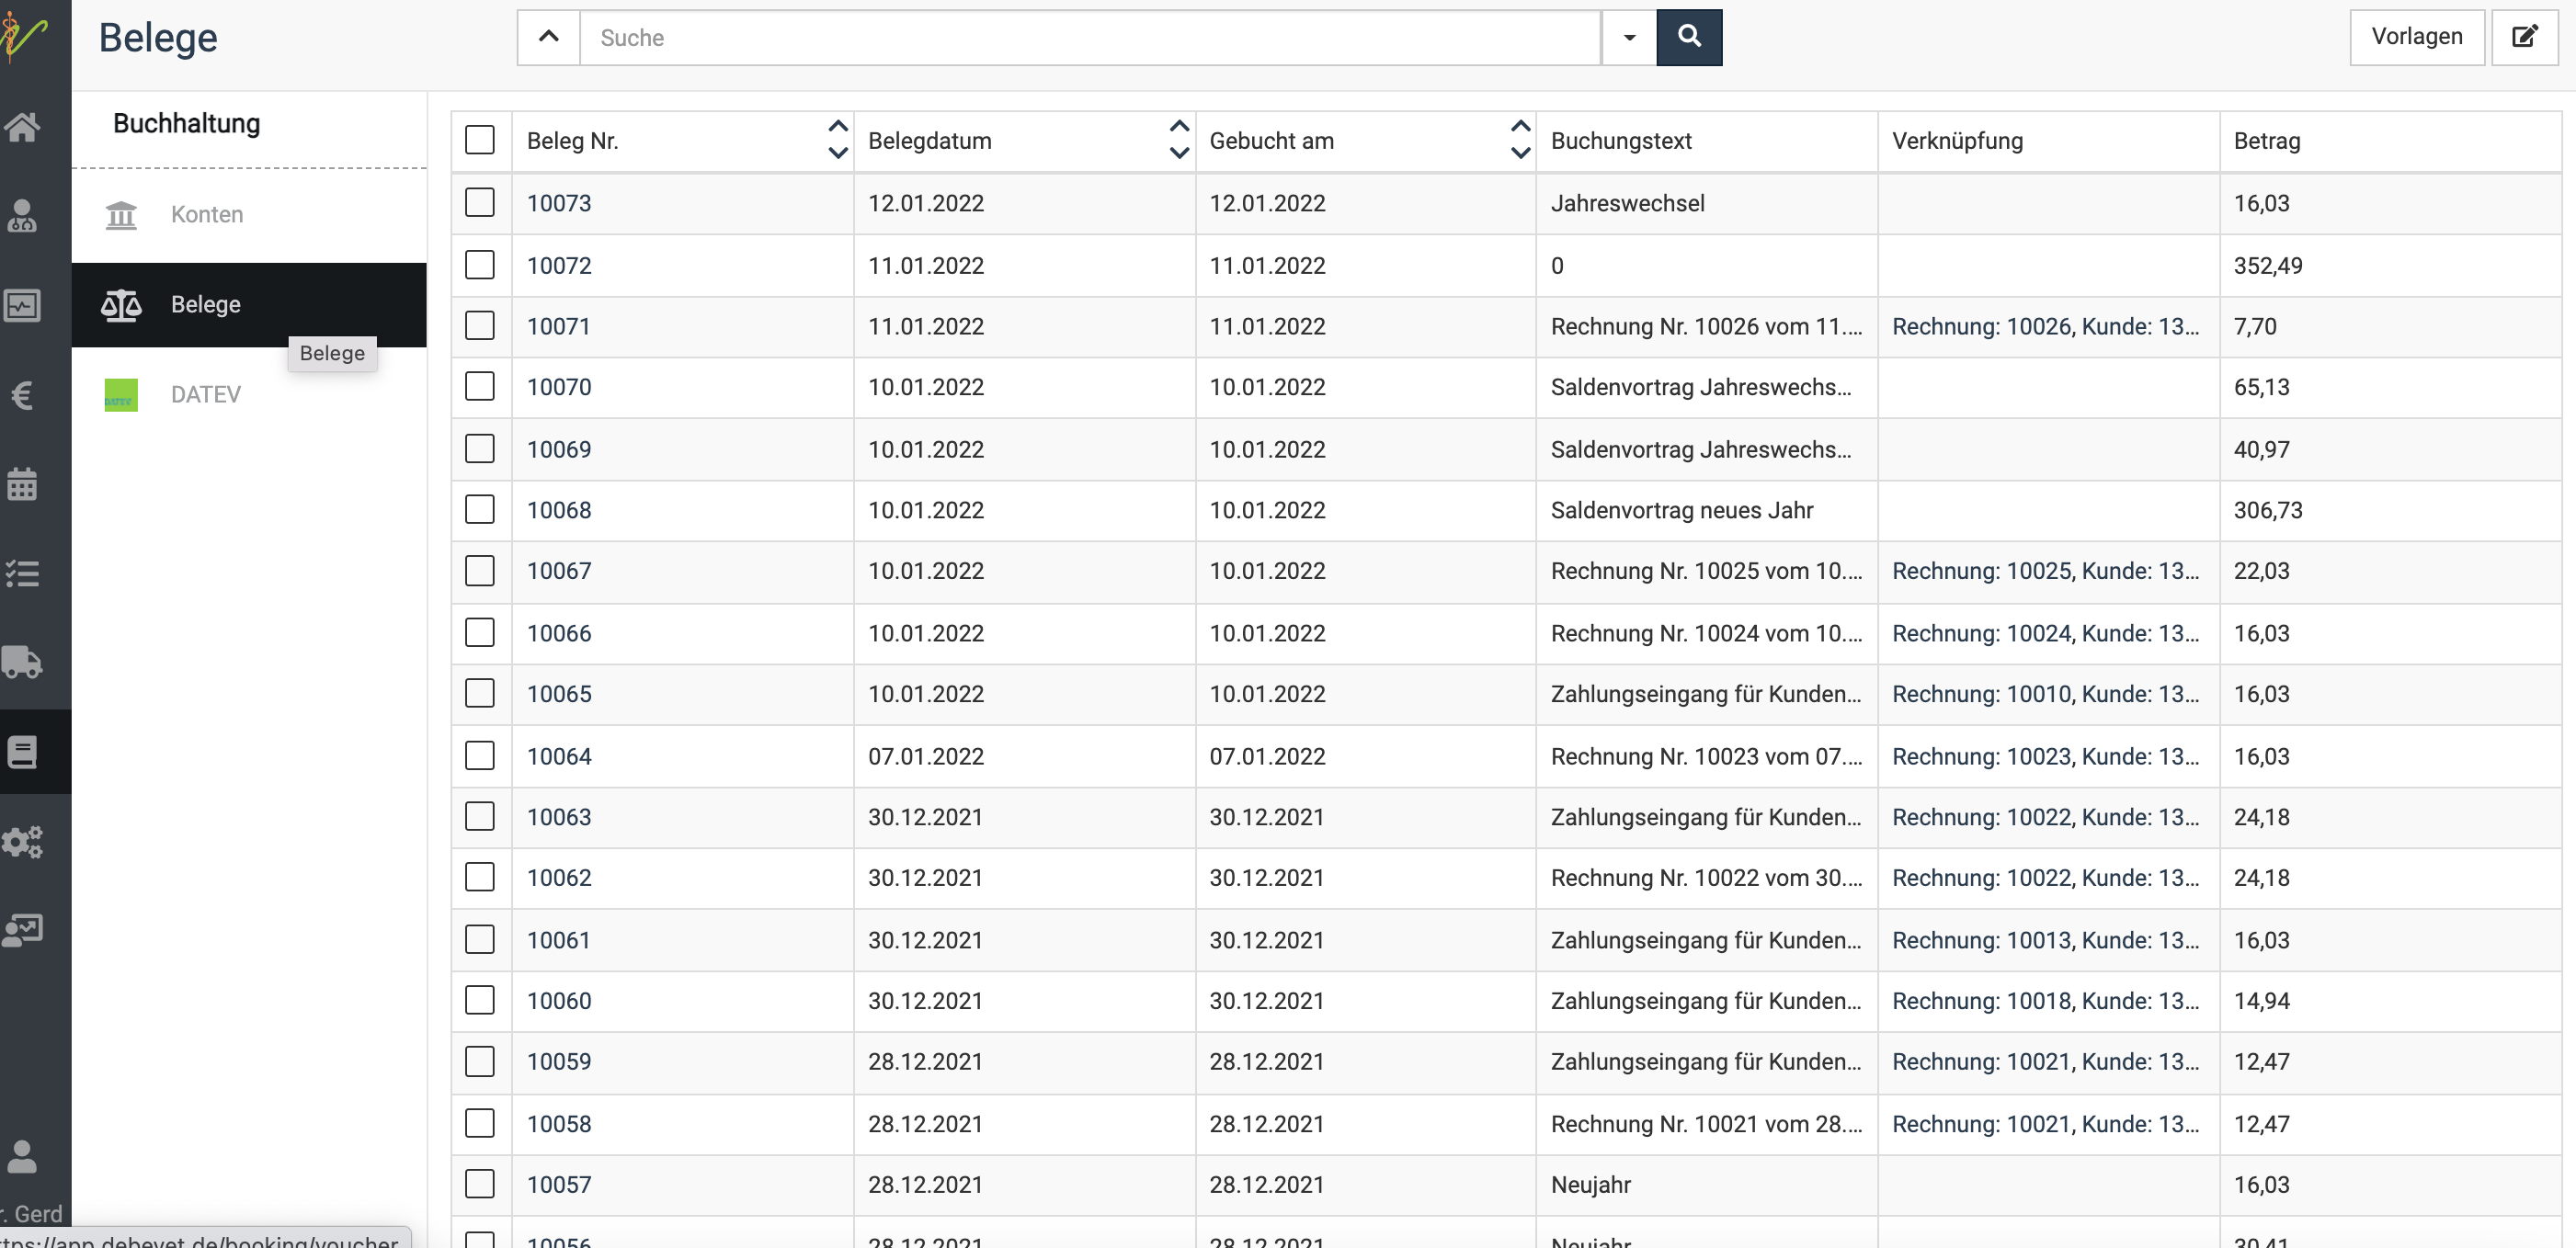 Belege
Suche
Vorlagen
Buchhaltung
Konten
Belege
Belege
DATEV
Beleg Nr. Belegdatum Gebucht am Buchungstext Verknüpfung Betrag
10073 12.01.2022 12.01.2022 Jahreswechsel 16,03
10072 11.01.2022 11.01.2022 0 352,49
10071 11.01.2022 11.01.2022 Rechnung Nr. 10026 vom 11.... Rechnung: 10026, Kunde: 13... 7,70
10070 10.01.2022 10.01.2022 Saldenvortrag Jahreswechs... 65,13
10069 10.01.2022 10.01.2022 Saldenvortrag Jahreswechs... 40,97
10068 10.01.2022 10.01.2022 Saldenvortrag neues Jahr 306,73
10067 10.01.2022 10.01.2022 Rechnung Nr. 10025 vom 10.... Rechnung: 10025, Kunde: 13... 22,03
10066 10.01.2022 10.01.2022 Rechnung Nr. 10024 vom 10.... Rechnung: 10024, Kunde: 13... 16,03
10065 10.01.2022 10.01.2022 Zahlungseingang für Kunden... Rechnung: 10010, Kunde: 13... 16,03
10064 07.01.2022 07.01.2022 Rechnung Nr. 10023 vom 07.... Rechnung: 10023, Kunde: 13... 16,03
10063 30.12.2021 30.12.2021 Zahlungseingang für Kunden... Rechnung: 10022, Kunde: 13... 24,18
10062 30.12.2021 30.12.2021 Rechnung Nr. 10022 vom 30.... Rechnung: 10022, Kunde: 13... 24,18
10061 30.12.2021 30.12.2021 Zahlungseingang für Kunden... Rechnung: 10013, Kunde: 13... 16,03
10060 30.12.2021 30.12.2021 Zahlungseingang für Kunden... Rechnung: 10018, Kunde: 13... 14,94
10059 28.12.2021 28.12.2021 Zahlungseingang für Kunden... Rechnung: 10021, Kunde: 13... 12,47
10058 28.12.2021 28.12.2021 Rechnung Nr. 10021 vom 28.... Rechnung: 10021, Kunde: 13... 12,47
10057 28.12.2021 28.12.2021 Neujahr 16,03
10056 28.12.2021 28.12.2021 Neujahr 30,41
r. Gerd
ttps://app.debevet.de/booking/voucher